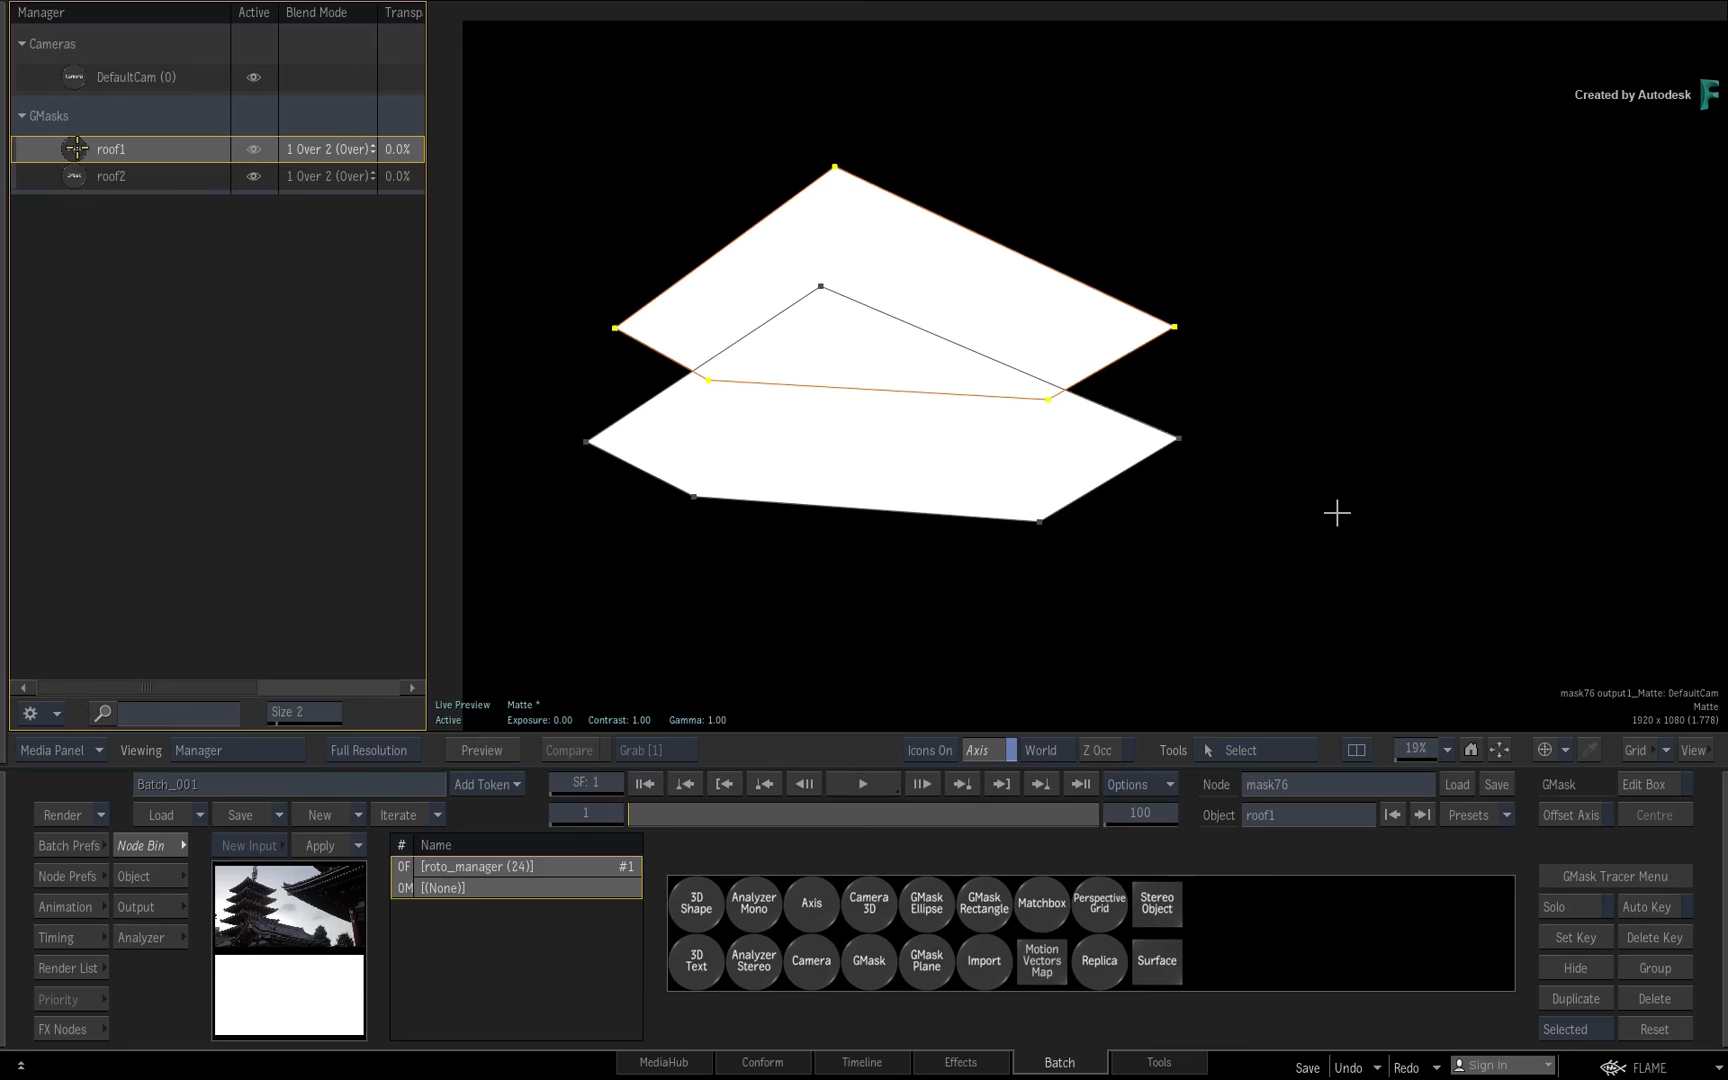 Manager Active Blend Mode Transp
Cameras
DefaultCam (0)
GMasks
roof1 1 Over 2 (Over) 0.0%
roof2 1 Over 2 (Over) 0.0%
Size 2
Created by Autodesk
Live Preview Matte *
Active Exposure: 0.00 Contrast: 1.00 Gamma: 1.00
mask76 output1_Matte: DefaultCam
Matte
1920 x 1080 (1.778)
Media Panel Viewing Manager Full Resolution Preview Compare Grab [1] Icons On Axis World Z Occ Tools Select 19% Grid View
Batch_001 Add Token SF: 1 Options Node mask76 Load Save GMask Edit Box
Render Load Save New Iterate 1 100 Object roof1 Presets Offset Axis Centre
Batch Prefs Node Bin New Input Apply # Name
0F [roto_manager (24)] #1
0M [(None)]
Node Prefs Object
Animation Output
Timing Analyzer
Render List
Priority
FX Nodes
3D Shape
Analyzer Mono
Axis
Camera 3D
GMask Ellipse
GMask Rectangle
Matchbox
Perspective Grid
Stereo Object
3D Text
Analyzer Stereo
Camera
GMask
GMask Plane
Import
Motion Vectors Map
Replica
Surface
GMask Tracer Menu
Solo Auto Key
Set Key Delete Key
Hide Group
Duplicate Delete
Selected Reset
MediaHub Conform Timeline Effects Batch Tools
Save Undo Redo Sign In FLAME